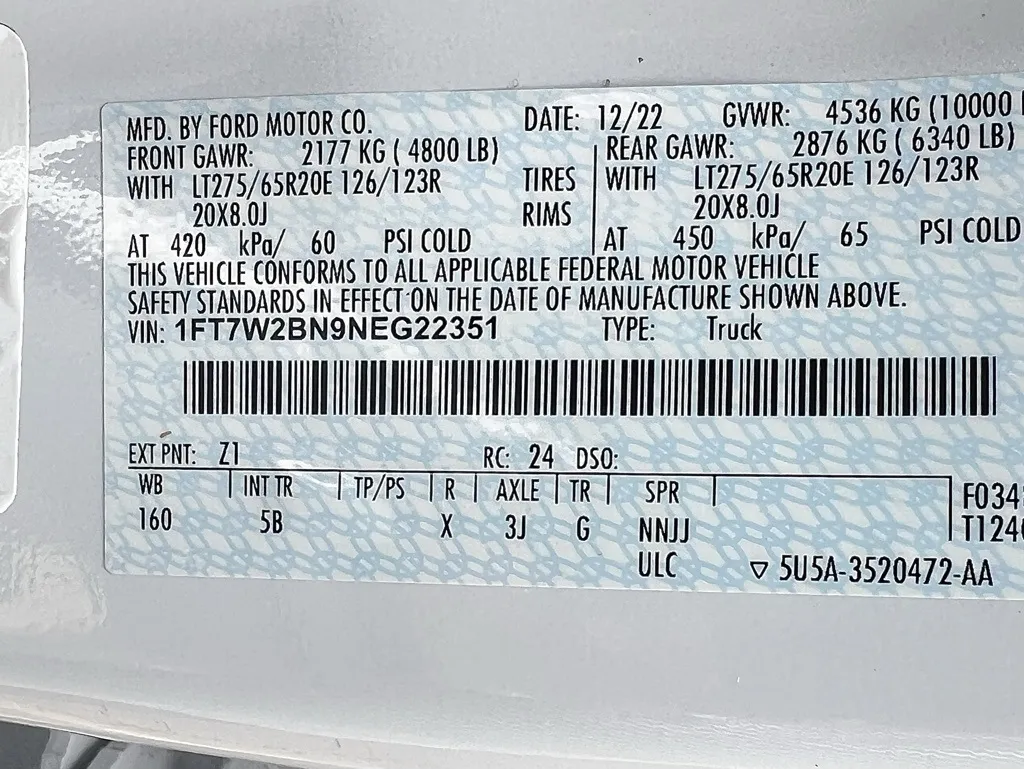 MFD. BY FORD MOTOR CO. DATE: 12/22 GVWR: 4536 KG (10000
FRONT GAWR: 2177 KG ( 4800 LB) REAR GAWR: 2876 KG ( 6340 LB)
WITH LT275/65R20E 126/123R TIRES WITH LT275/65R20E 126/123R
20X8.0J RIMS 20X8.0J
AT 420 kPa/ 60 PSI COLD AT 450 kPa/ 65 PSI COLD
THIS VEHICLE CONFORMS TO ALL APPLICABLE FEDERAL MOTOR VEHICLE
SAFETY STANDARDS IN EFFECT ON THE DATE OF MANUFACTURE SHOWN ABOVE.
VIN: 1FT7W2BN9NEG22351 TYPE: Truck
EXT PNT: Z1 RC: 24 DSO:
WB INT TR TP/PS R AXLE TR SPR
160 5B X 3J G NNJJ
ULC ▽ 5U5A-3520472-AA